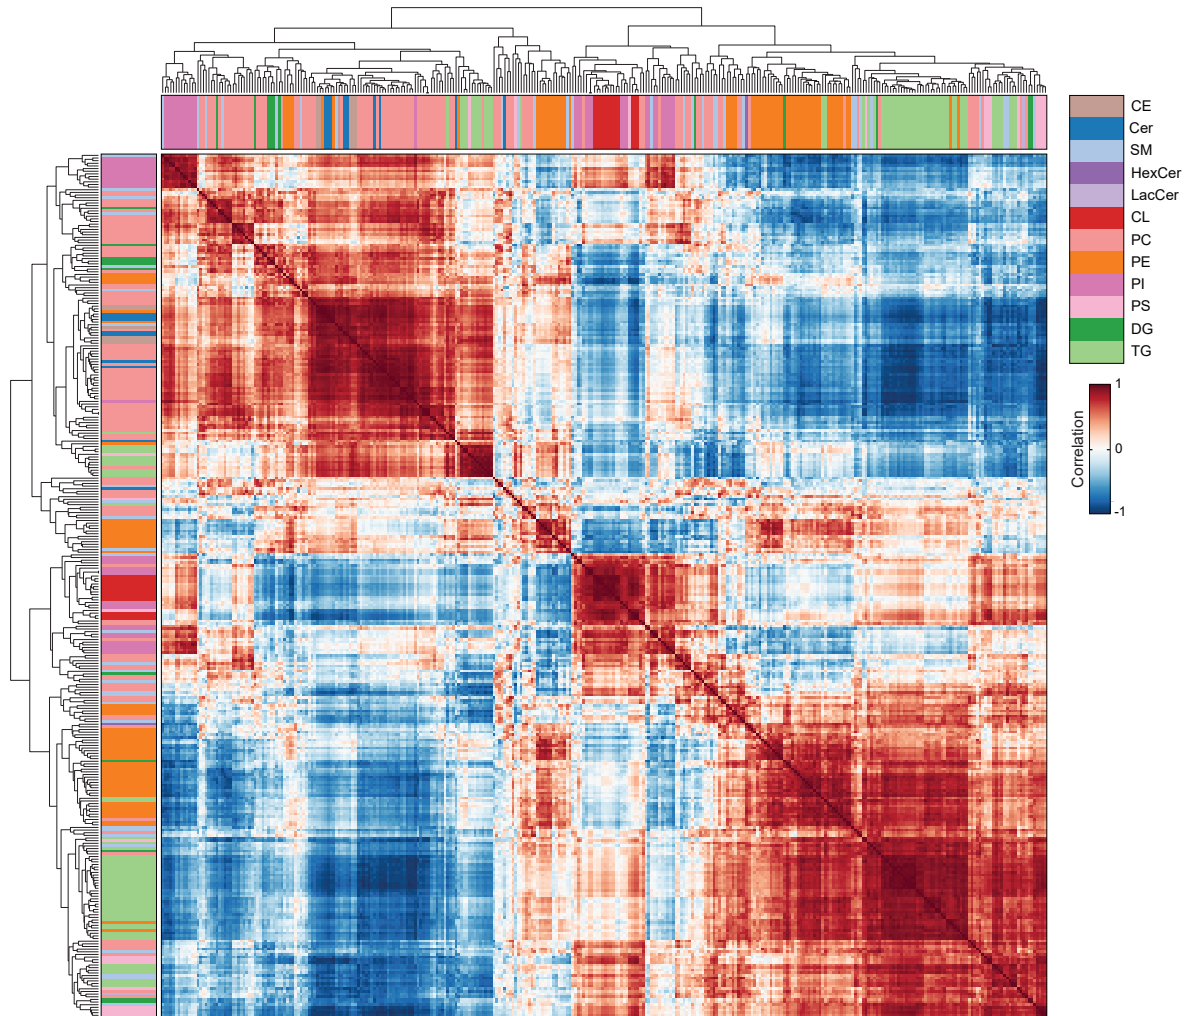 CE
Cer
SM
HexCer
LacCer
CL
PC
PE
PI
PS
DG
TG
1
0
-1
Correlation